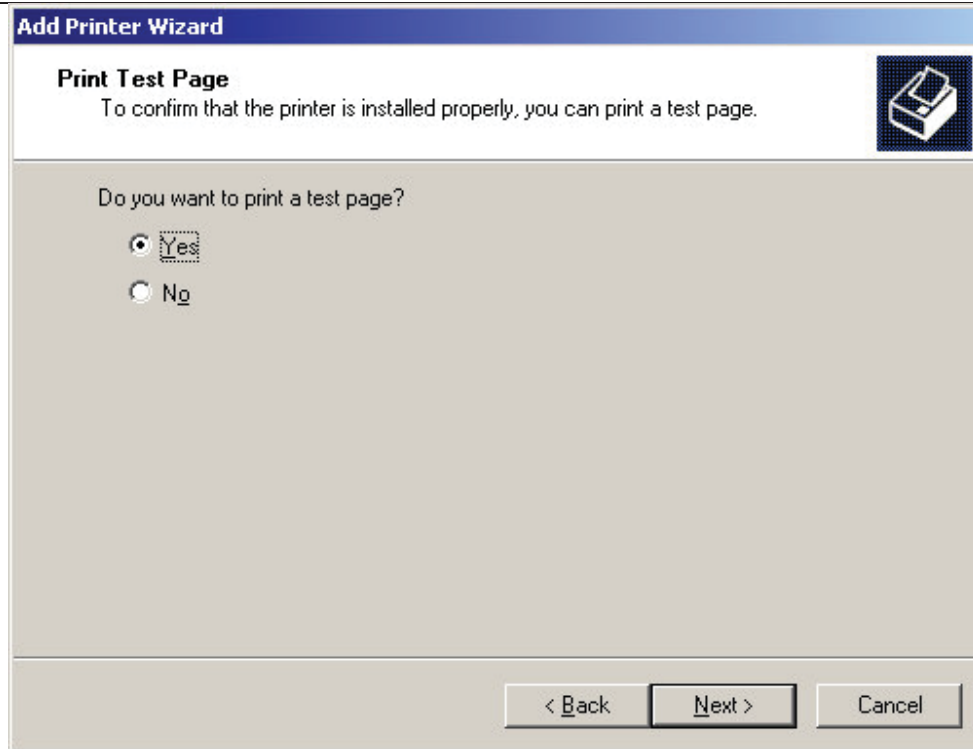 Add Printer Wizard
Print Test Page
To confirm that the printer is installed properly, you can print a test page.
Do you want to print a test page?
Yes
No
< Back Next > Cancel